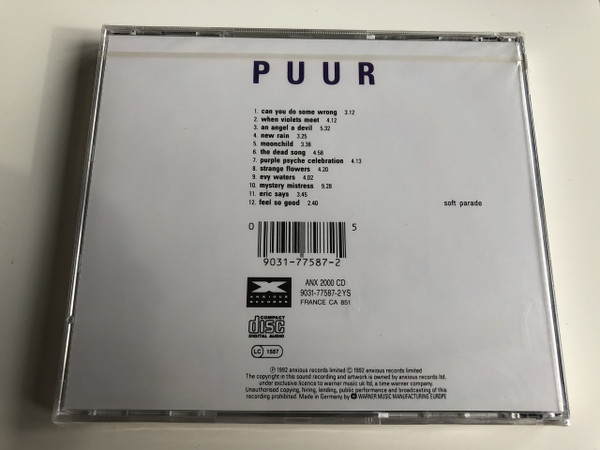 PUUR
1. can you do some wrong 3.12
2. when violets meet 4.12
3. an angel a devil 5.32
4. new rain 3.25
5. moonchild 3.38
6. the dead song 4.58
7. purple psyche celebration 4.13
8. strange flowers 4.20
9. evy waters 4.02
10. mystery mistress 9.28
11. eric says 3.45
12. feel so good 2.40
soft parade
0 5
9031-77587-2
X
ANXIOUS
RECORDS
ANX 2000 CD
9031-77587-2 YS
FRANCE CA 851
COMPACT
disc
DIGITAL AUDIO
LC 1557
Ⓟ 1992 anxious records limited © 1992 anxious records limited
The copyright in this sound recording and artwork is owned by anxious records ltd.
under exclusive licence to warner music uk ltd, a time warner company.
Unauthorised copying, hiring, lending, public performance and broadcasting of this
recording prohibited. Made in Germany by WARNER MUSIC MANUFACTURING EUROPE